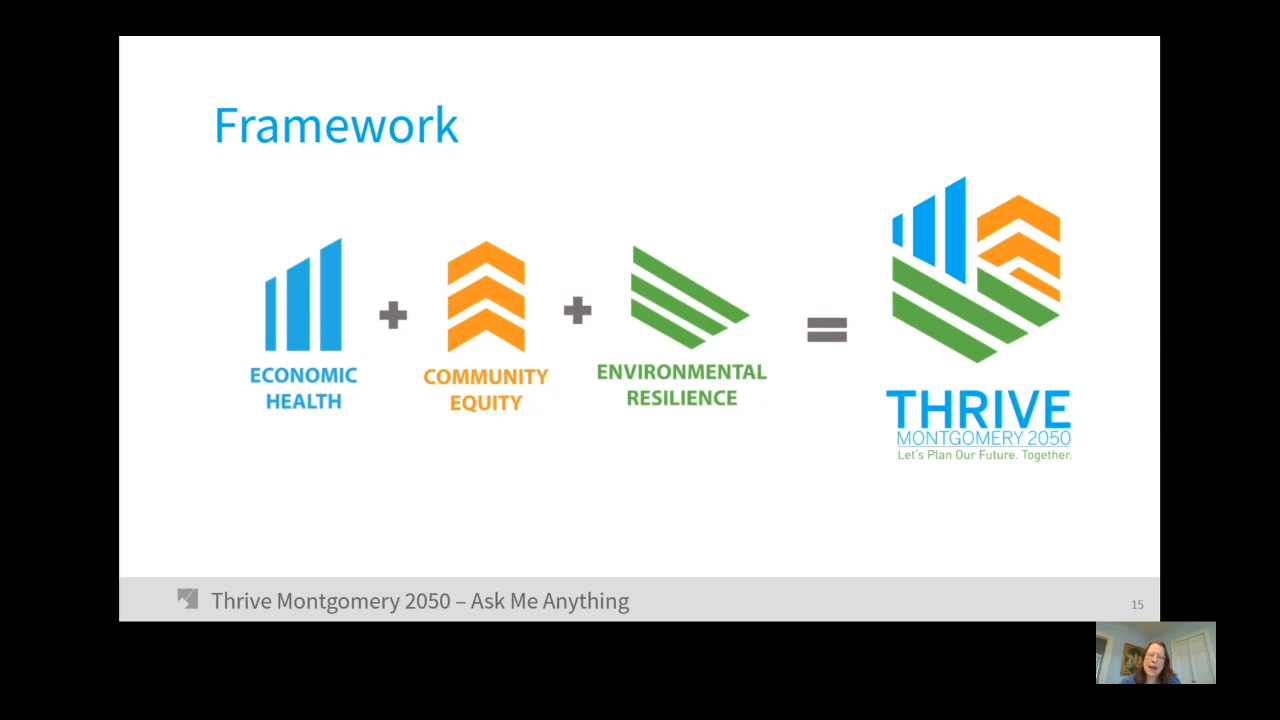 Framework
ECONOMIC
HEALTH
COMMUNITY
EQUITY
ENVIRONMENTAL
RESILIENCE
THRIVE
MONTGOMERY 2050
Let's Plan Our Future. Together.
Thrive Montgomery 2050 – Ask Me Anything
15